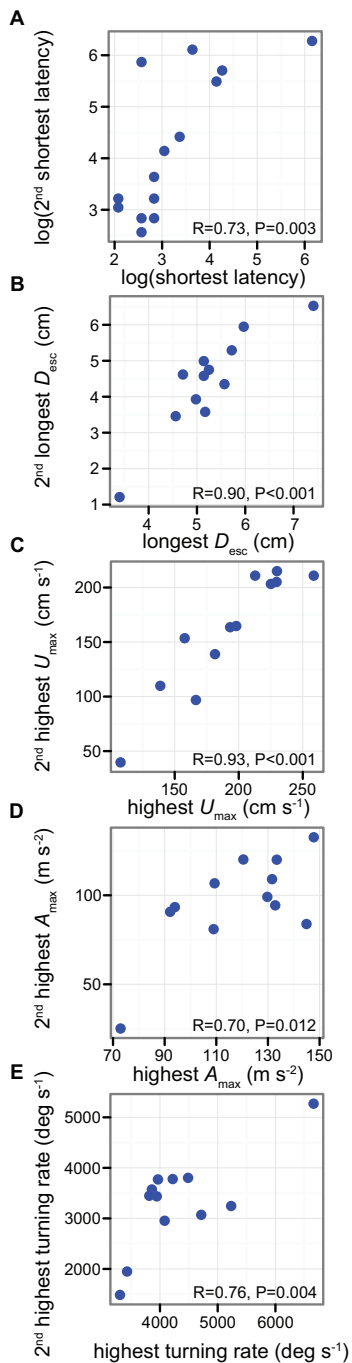 A
log(2nd shortest latency)
6
5
4
3
R=0.73, P=0.003
2 3 4 5 6
log(shortest latency)
B
2nd longest Desc (cm)
6
5
4
3
2
1
R=0.90, P<0.001
4 5 6 7
longest Desc (cm)
C
2nd highest Umax (cm s-1)
200
150
100
50
R=0.93, P<0.001
150 200 250
highest Umax (cm s-1)
D
2nd highest Amax (m s-2)
100
50
R=0.70, P=0.012
70 90 110 130 150
highest Amax (m s-2)
E
2nd highest turning rate (deg s-1)
5000
4000
3000
2000
R=0.76, P=0.004
4000 5000 6000
highest turning rate (deg s-1)